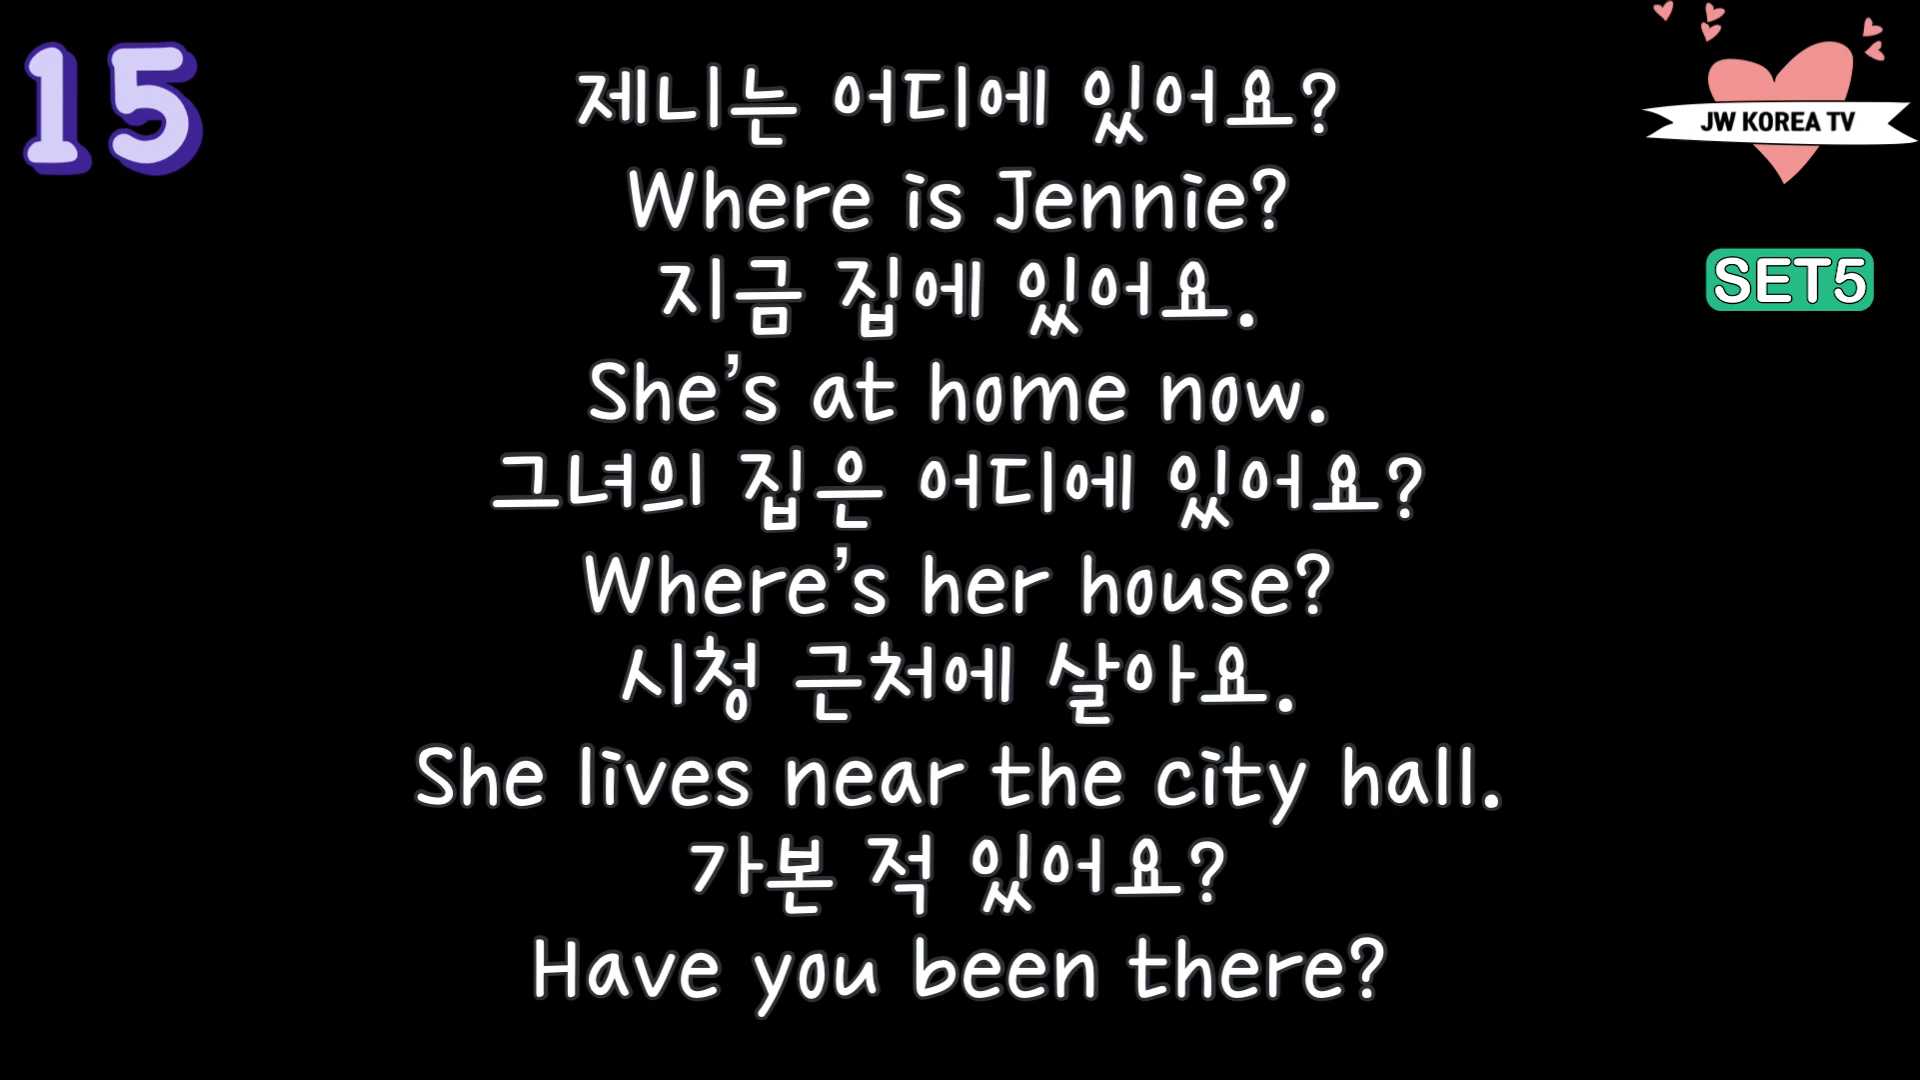 15
제니는 어디에 있어요?
Where is Jennie?
지금 집에 있어요.
She’s at home now.
그녀의 집은 어디에 있어요?
Where’s her house?
시청 근처에 살아요.
She lives near the city hall.
가본 적 있어요?
Have you been there?
JW KOREA TV
SET5